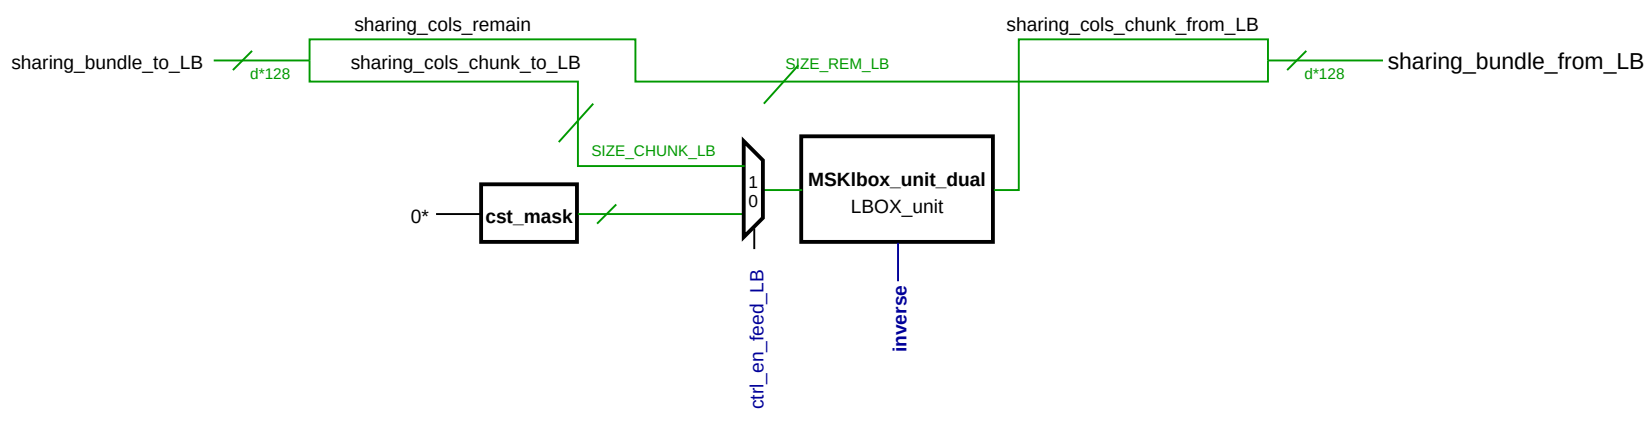 sharing_cols_remain
sharing_cols_chunk_from_LB
sharing_bundle_to_LB
d*128
sharing_cols_chunk_to_LB
SIZE_REM_LB
d*128
sharing_bundle_from_LB
SIZE_CHUNK_LB
1
0
MSKlbox_unit_dual
LBOX_unit
0*
cst_mask
ctrl_en_feed_LB
inverse